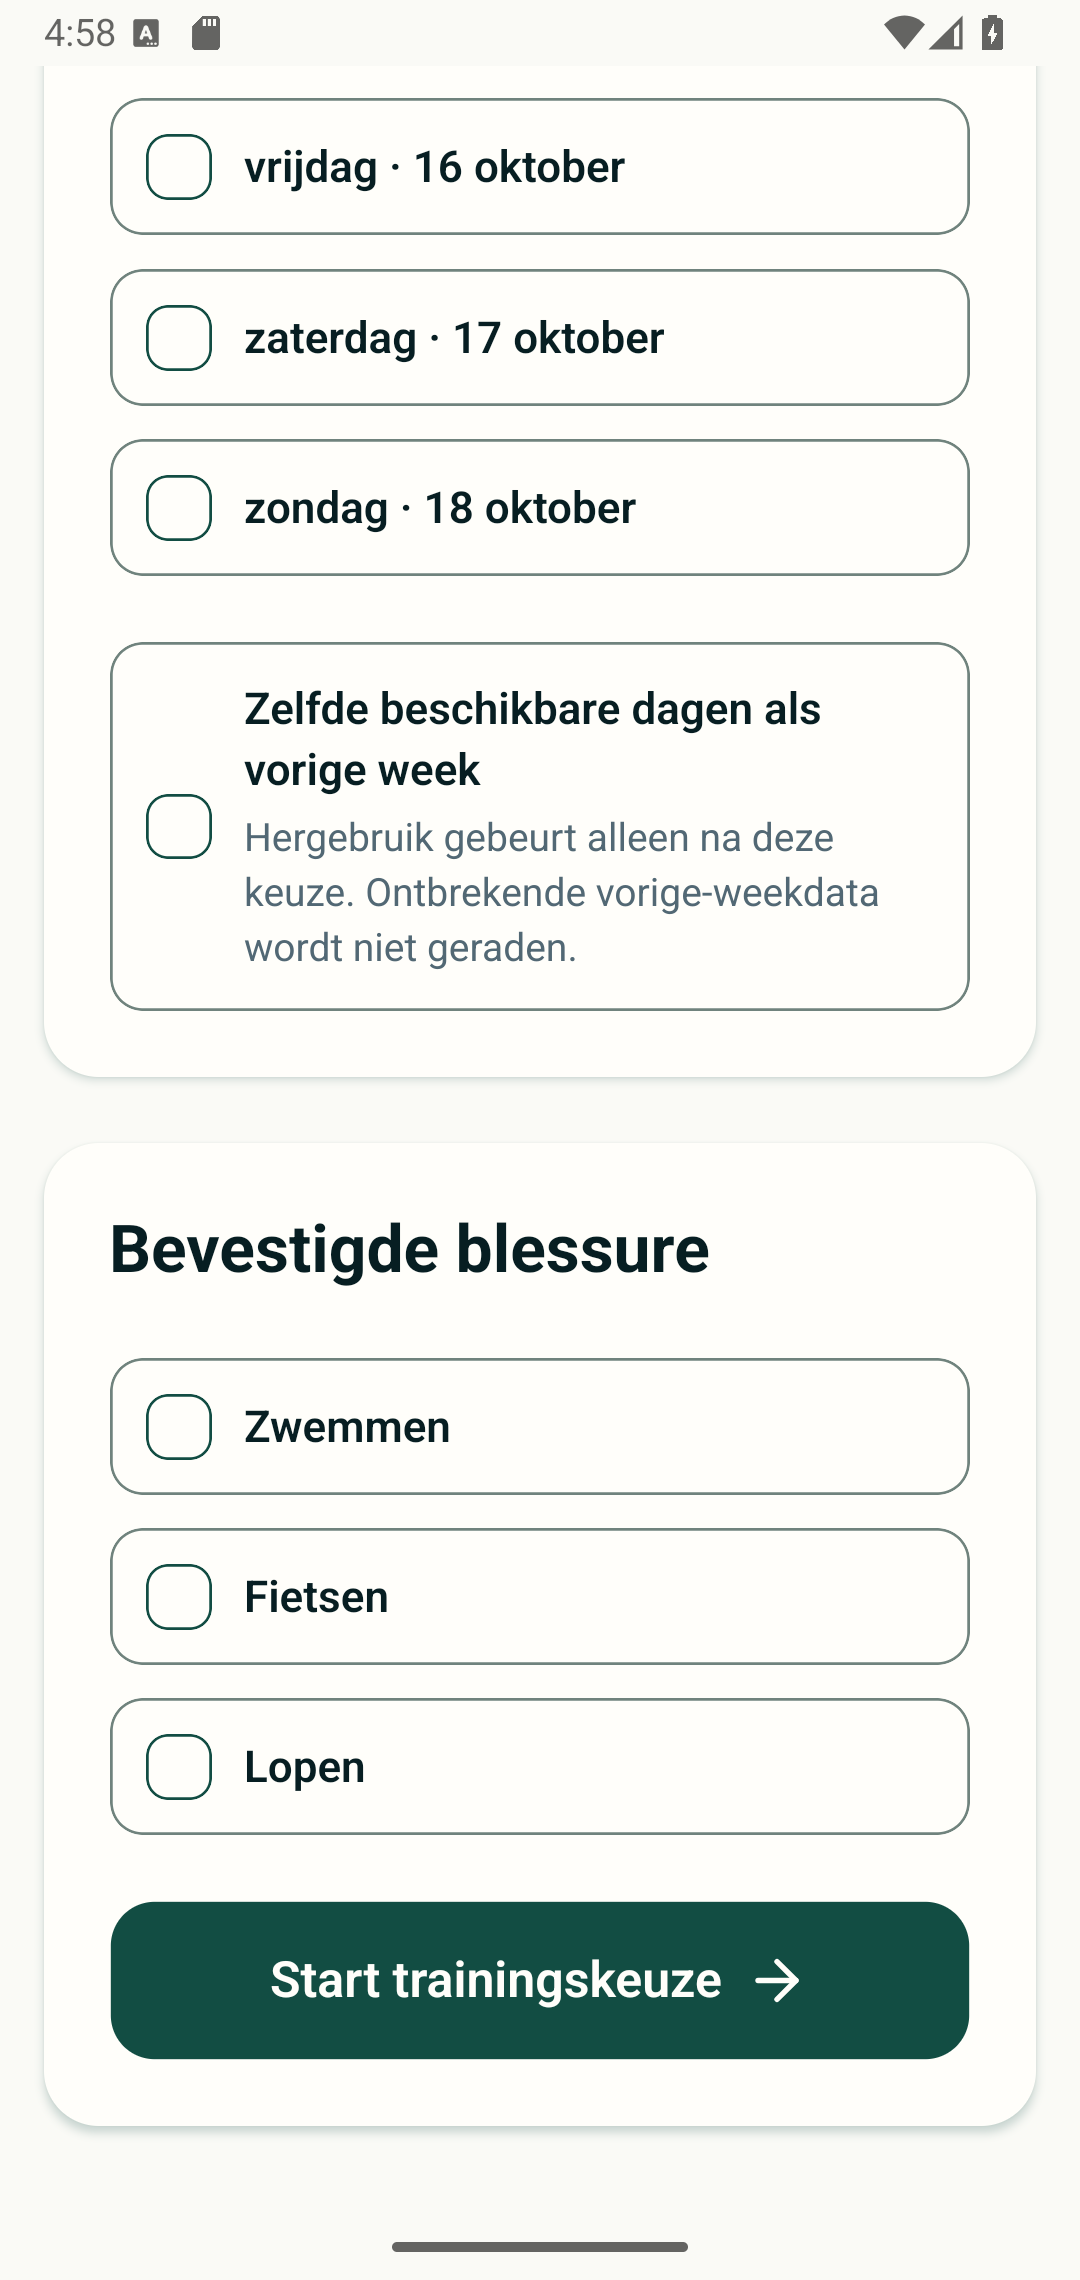 4:58
vrijdag · 16 oktober
zaterdag · 17 oktober
zondag · 18 oktober
Zelfde beschikbare dagen als
vorige week
Hergebruik gebeurt alleen na deze
keuze. Ontbrekende vorige-weekdata
wordt niet geraden.
Bevestigde blessure
Zwemmen
Fietsen
Lopen
Start trainingskeuze →